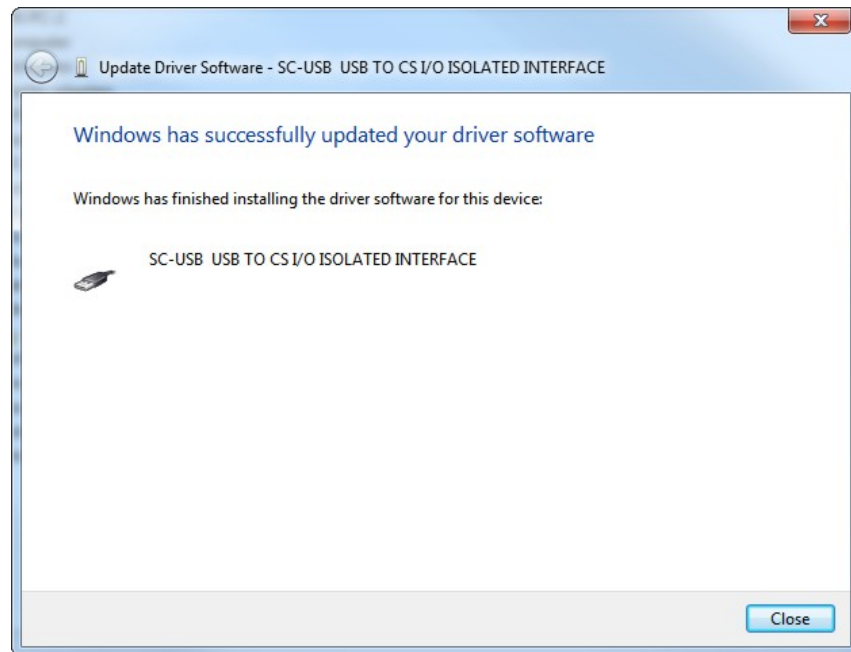 Update Driver Software - SC-USB  USB TO CS I/O ISOLATED INTERFACE
Windows has successfully updated your driver software
Windows has finished installing the driver software for this device:
SC-USB  USB TO CS I/O ISOLATED INTERFACE
Close